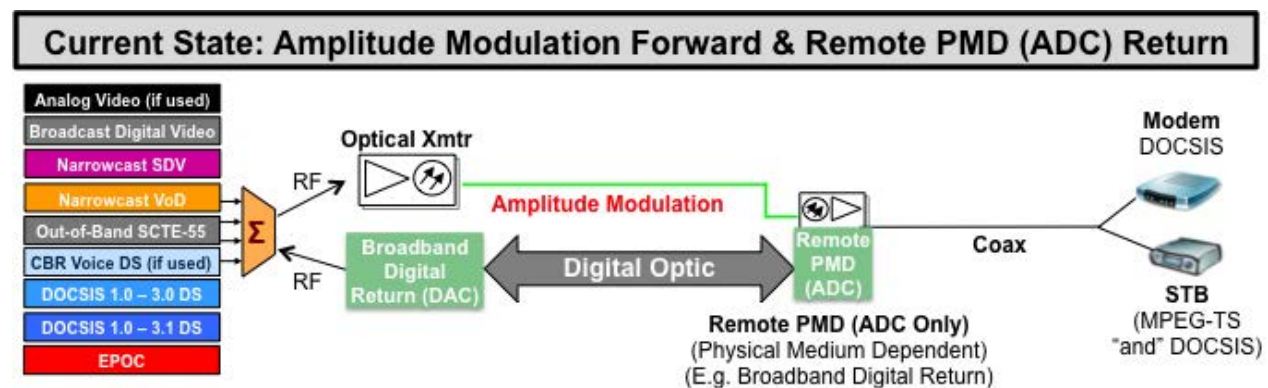 Current State: Amplitude Modulation Forward & Remote PMD (ADC) Return
Analog Video (if used)
Broadcast Digital Video
Narrowcast SDV
Narrowcast VoD
Out-of-Band SCTE-55
CBR Voice DS (if used)
DOCSIS 1.0 – 3.0 DS
DOCSIS 1.0 – 3.1 DS
EPOC
Σ
RF
RF
Optical Xmtr
Amplitude Modulation
Broadband
Digital
Return (DAC)
Digital Optic
Remote
PMD
(ADC)
Remote PMD (ADC Only)
(Physical Medium Dependent)
(E.g. Broadband Digital Return)
Coax
Modem
DOCSIS
STB
(MPEG-TS
“and” DOCSIS)